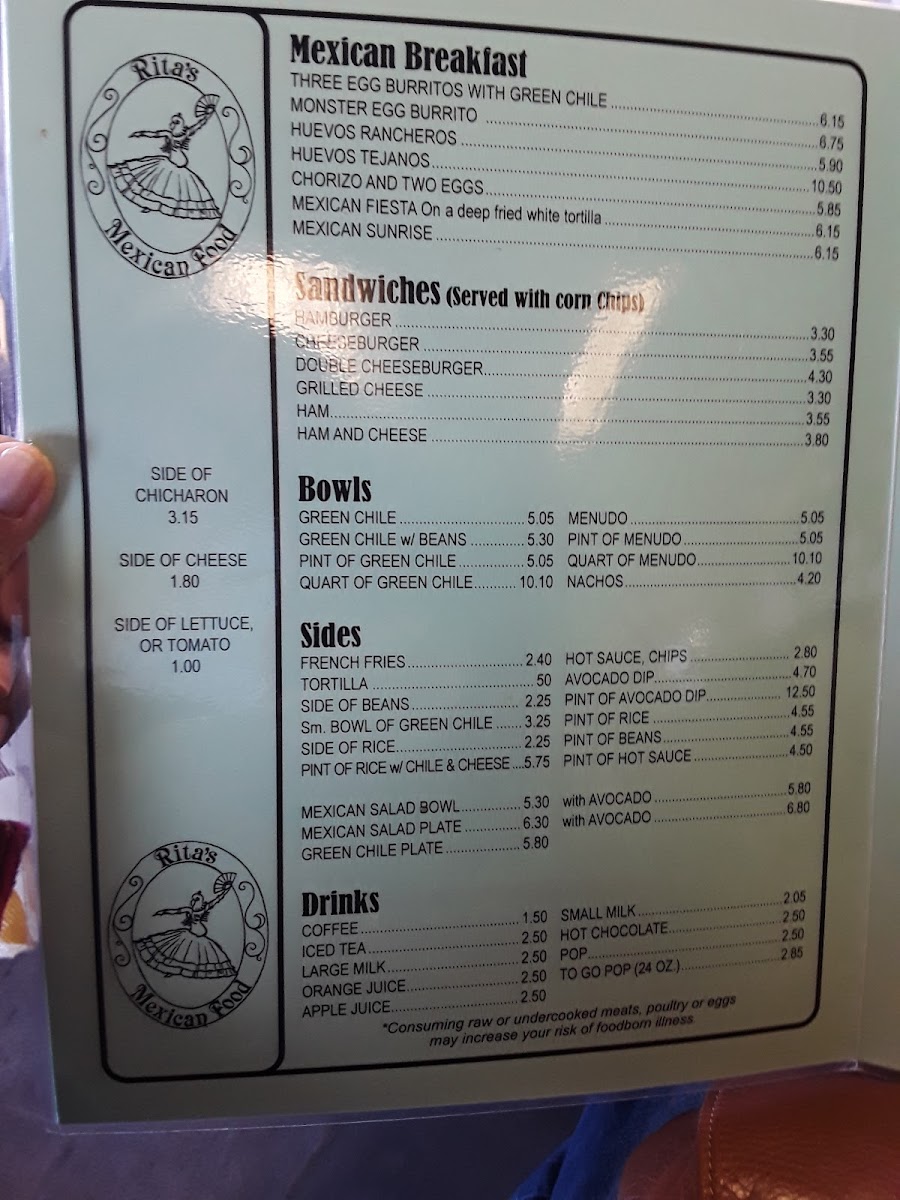 Rita's
Mexican Food
SIDE OF
CHICHARON
3.15
SIDE OF CHEESE
1.80
SIDE OF LETTUCE,
OR TOMATO
1.00
Rita's
Mexican Food
Mexican Breakfast
THREE EGG BURRITOS WITH GREEN CHILE 6.15
MONSTER EGG BURRITO 6.75
HUEVOS RANCHEROS 5.90
HUEVOS TEJANOS 10.50
CHORIZO AND TWO EGGS 5.85
MEXICAN FIESTA On a deep fried white tortilla 6.15
MEXICAN SUNRISE 6.15
Sandwiches (Served with corn Chips)
HAMBURGER 3.30
CHEESEBURGER 3.55
DOUBLE CHEESEBURGER 4.30
GRILLED CHEESE 3.30
HAM 3.55
HAM AND CHEESE 3.80
Bowls
GREEN CHILE 5.05 MENUDO 5.05
GREEN CHILE w/ BEANS 5.30 PINT OF MENUDO 5.05
PINT OF GREEN CHILE 5.05 QUART OF MENUDO 10.10
QUART OF GREEN CHILE 10.10 NACHOS 4.20
Sides
FRENCH FRIES 2.40 HOT SAUCE, CHIPS 2.80
TORTILLA 50 AVOCADO DIP 4.70
SIDE OF BEANS 2.25 PINT OF AVOCADO DIP 12.50
Sm. BOWL OF GREEN CHILE 3.25 PINT OF RICE 4.55
SIDE OF RICE 2.25 PINT OF BEANS 4.55
PINT OF RICE w/ CHILE & CHEESE 5.75 PINT OF HOT SAUCE 4.50
MEXICAN SALAD BOWL 5.30 with AVOCADO 5.80
MEXICAN SALAD PLATE 6.30 with AVOCADO 6.80
GREEN CHILE PLATE 5.80
Drinks
COFFEE 1.50 SMALL MILK 2.05
ICED TEA 2.50 HOT CHOCOLATE 2.50
LARGE MILK 2.50 POP 2.50
ORANGE JUICE 2.50 TO GO POP (24 OZ.) 2.85
APPLE JUICE 2.50
*Consuming raw or undercooked meats, poultry or eggs
may increase your risk of foodborn illness.